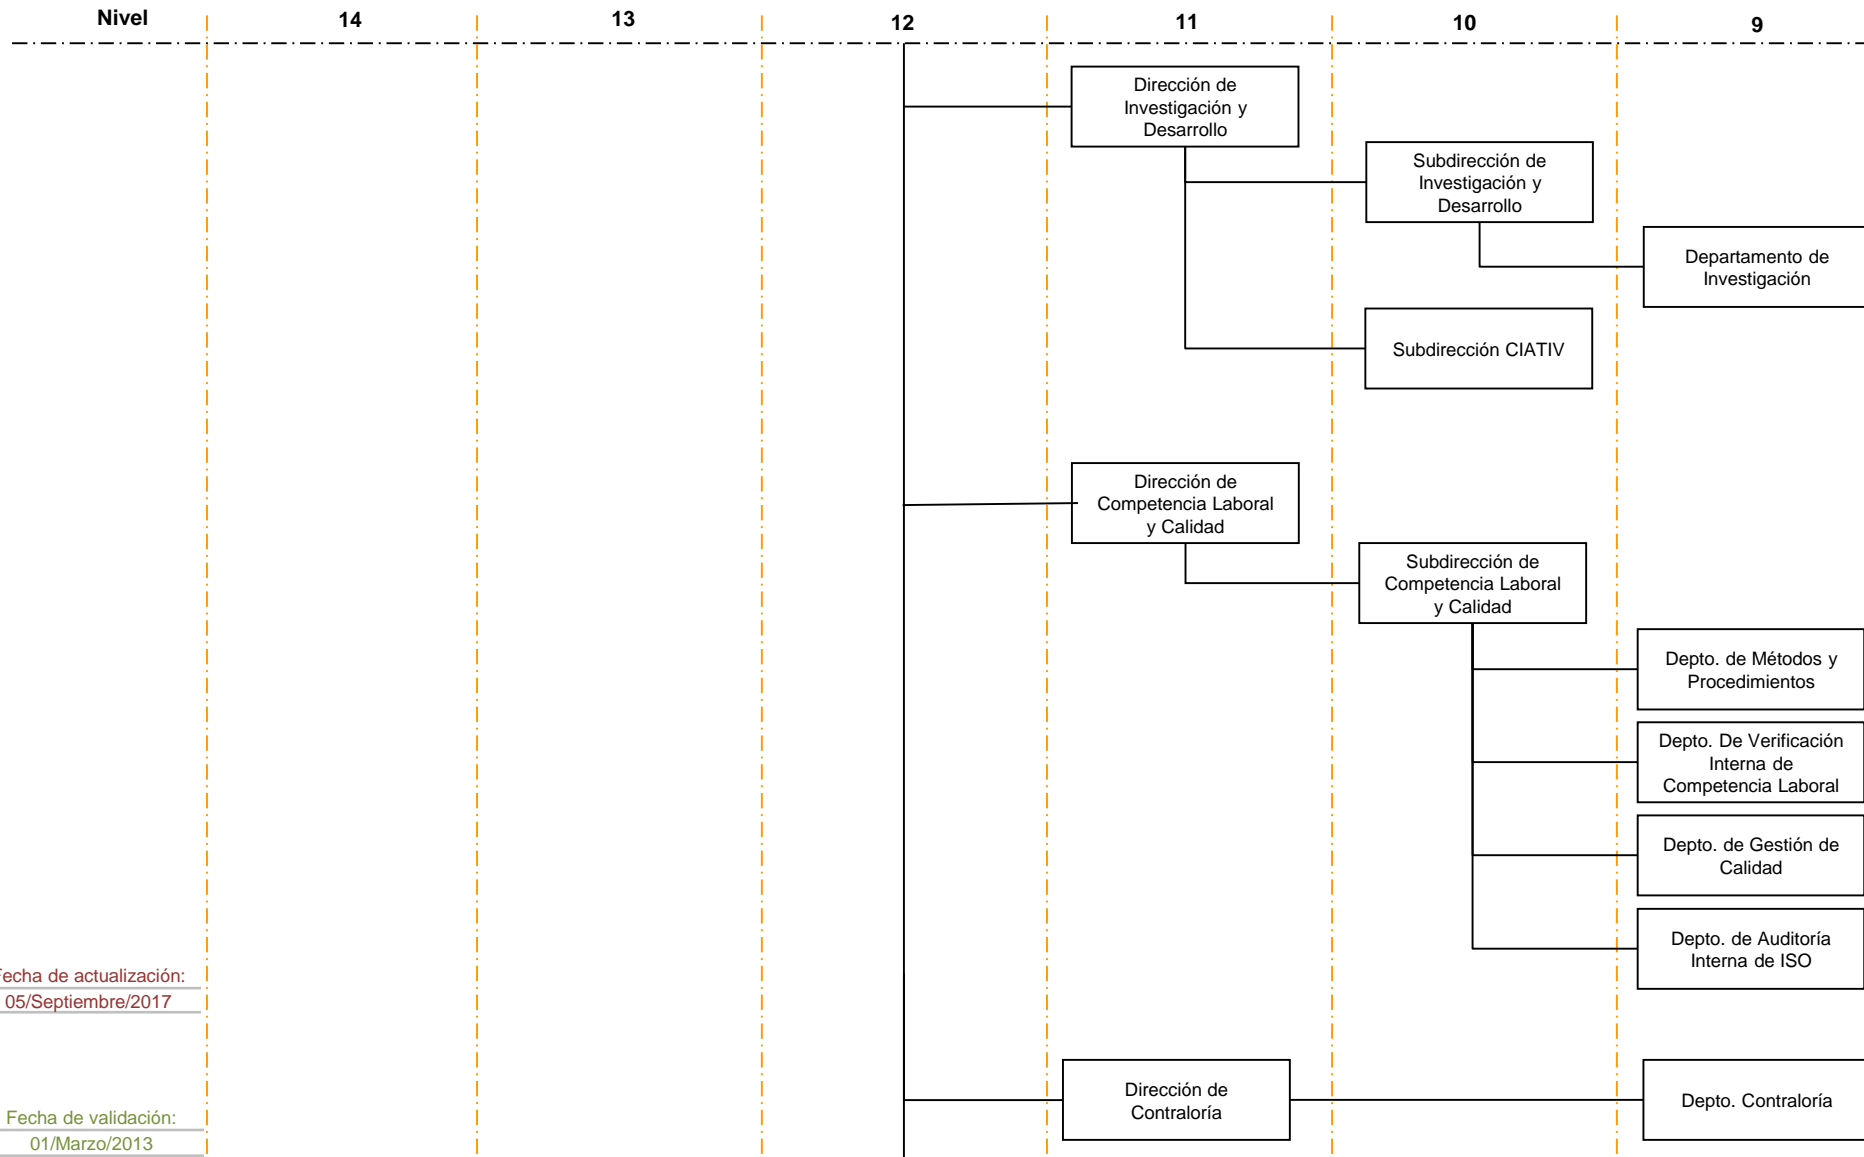 Nivel 14 13 12 11 10 9
Dirección de
Investigación y
Desarrollo
Subdirección de
Investigación y
Desarrollo
Departamento de
Investigación
Subdirección CIATIV
Dirección de
Competencia Laboral
y Calidad
Subdirección de
Competencia Laboral
y Calidad
Depto. de Métodos y
Procedimientos
Depto. De Verificación
Interna de
Competencia Laboral
Depto. de Gestión de
Calidad
Depto. de Auditoría
Interna de ISO
Fecha de actualización:
05/Septiembre/2017
Dirección de
Contraloría
Depto. Contraloría
Fecha de validación:
01/Marzo/2013